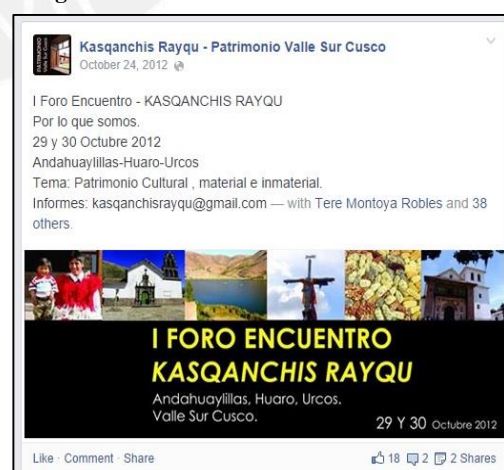 Kasqanchis Rayqu - Patrimonio Valle Sur Cusco
October 24, 2012
I Foro Encuentro - KASQANCHIS RAYQU
Por lo que somos.
29 y 30 Octubre 2012
Andahuaylillas-Huaro-Urcos
Tema: Patrimonio Cultural , material e inmaterial.
Informes: kasqanchisrayqu@gmail.com — with Tere Montoya Robles and 38
others.
I FORO ENCUENTRO
KASQANCHIS RAYQU
Andahuaylillas, Huaro, Urcos.
Valle Sur Cusco.
29 Y 30 Octubre 2012
Like · Comment · Share
18 2 2 Shares